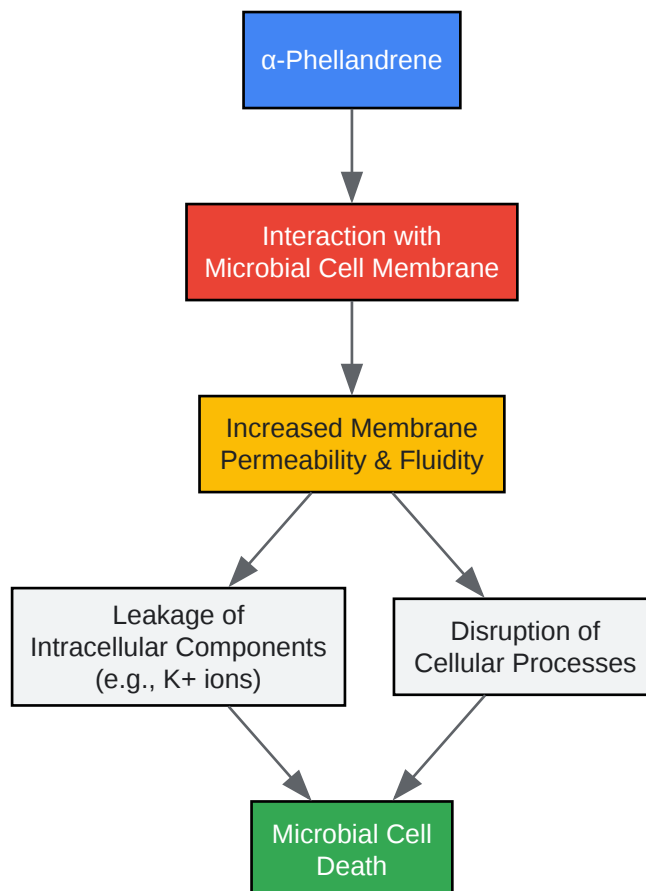 α-Phellandrene
Interaction with
Microbial Cell Membrane
Increased Membrane
Permeability & Fluidity
Leakage of
Intracellular Components
(e.g., K+ ions)
Disruption of
Cellular Processes
Microbial Cell
Death